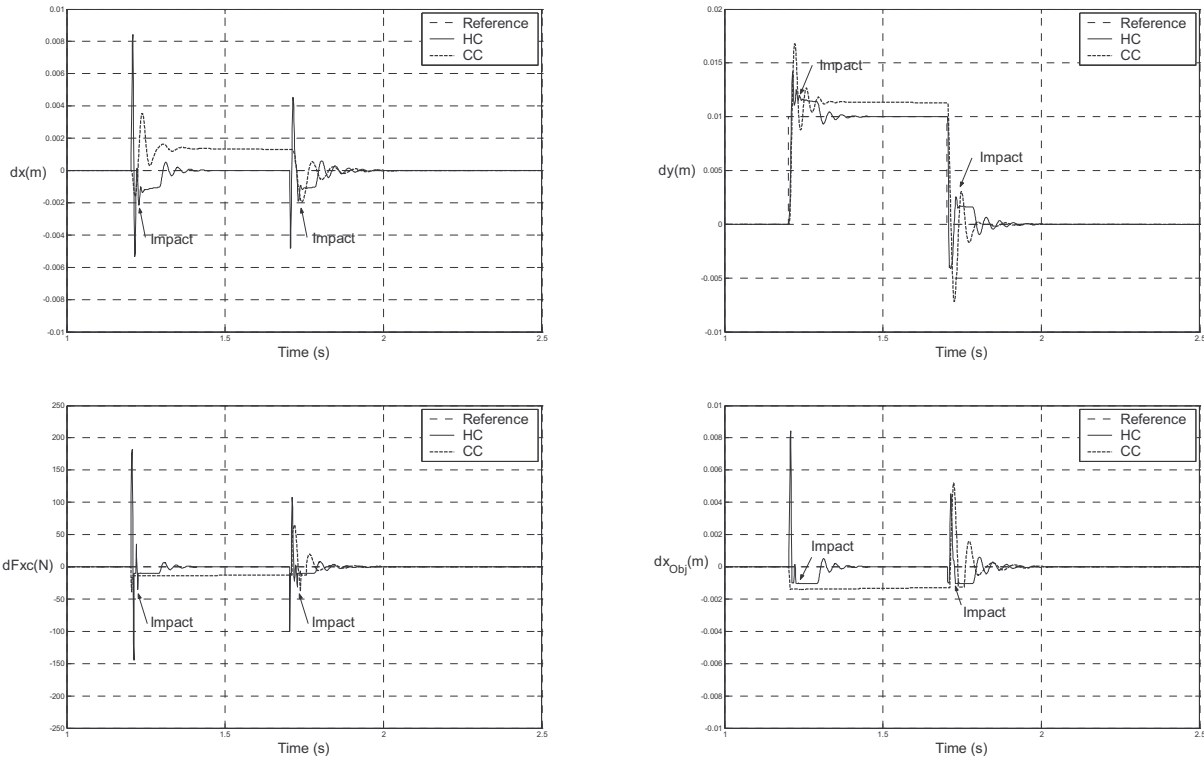 0.01
0.008
0.006
0.004
0.002
0
-0.002
-0.004
-0.006
-0.008
-0.01
dx(m)
Reference
HC
CC
Impact
Impact
1
1.5
2
2.5
Time (s)
0.02
0.015
0.01
0.005
0
-0.005
-0.01
dy(m)
Reference
HC
CC
Impact
Impact
1
1.5
2
2.5
Time (s)
250
200
150
100
50
0
-50
-100
-150
-200
-250
dFxc(N)
Reference
HC
CC
Impact
Impact
1
1.5
2
2.5
Time (s)
0.01
0.008
0.006
0.004
0.002
0
-0.002
-0.004
-0.006
-0.008
-0.01
dxObj(m)
Reference
HC
CC
Impact
Impact
1
1.5
2
2.5
Time (s)